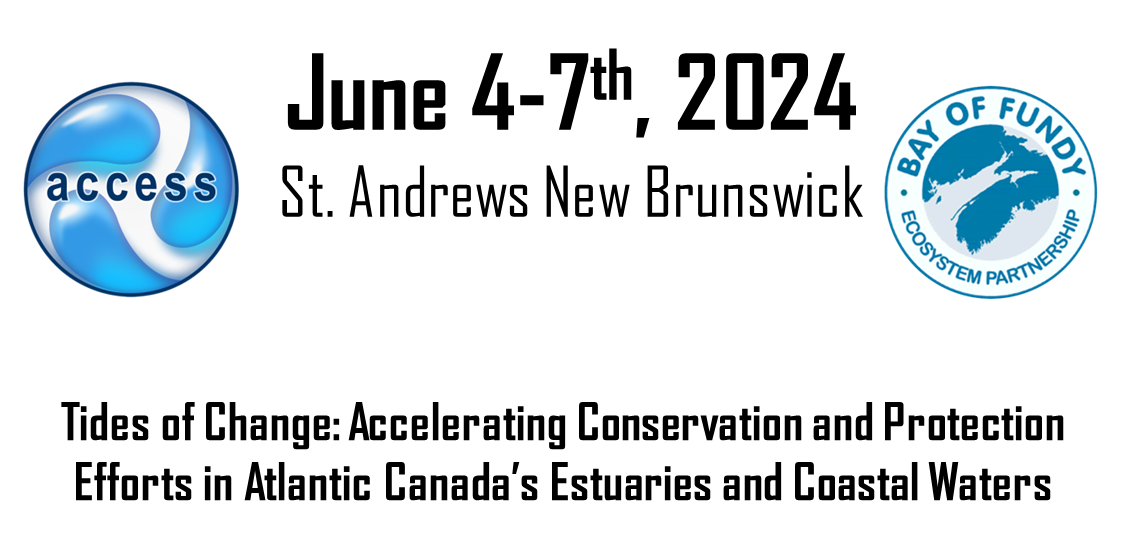 June 4-7th, 2024
St. Andrews New Brunswick
access
BAY OF FUNDY
ECOSYSTEM PARTNERSHIP
Tides of Change: Accelerating Conservation and Protection
Efforts in Atlantic Canada’s Estuaries and Coastal Waters